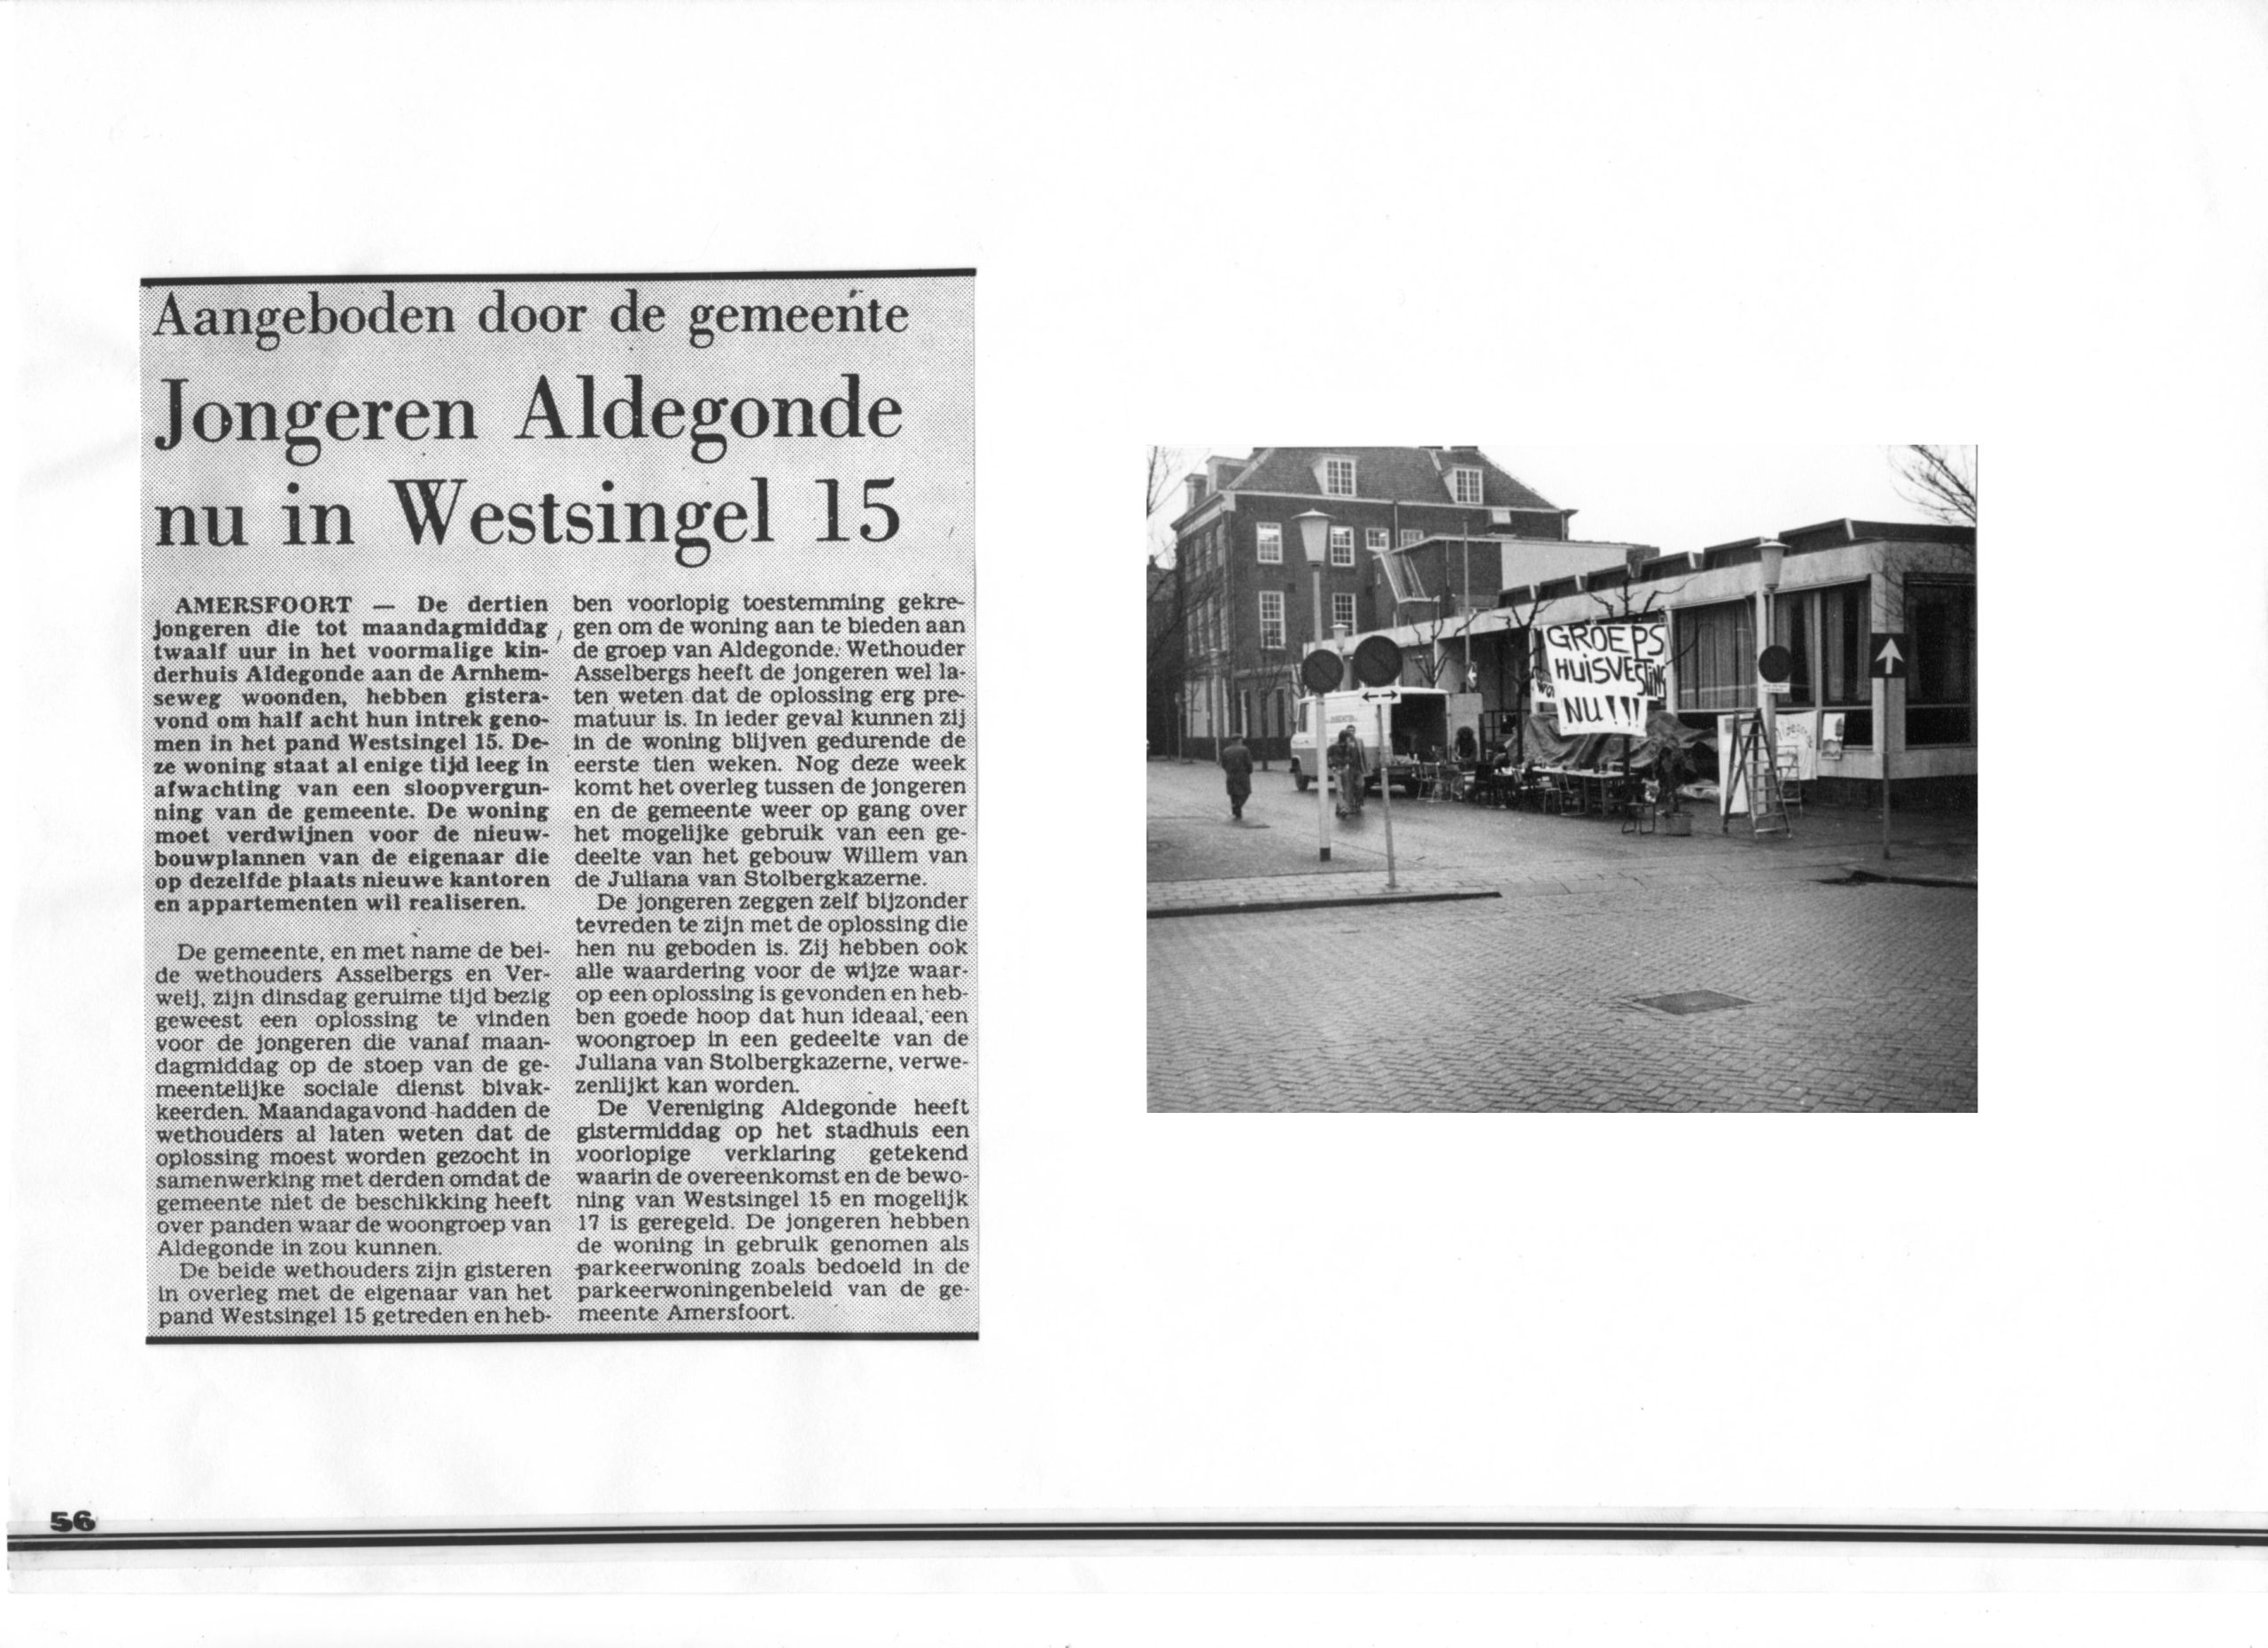 Aangeboden door de gemeente
Jongeren Aldegonde
nu in Westsingel 15
AMERSFOORT — De dertien
jongeren die tot maandagmiddag
twaalf uur in het voormalige kin-
derhuis Aldegonde aan de Arnhem-
seweg woonden, hebben gistera-
vond om half acht hun intrek geno-
men in het pand Westsingel 15. De-
ze woning staat al enige tijd leeg in
afwachting van een sloopvergun-
ning van de gemeente. De woning
moet verdwijnen voor de nieuw-
bouwplannen van de eigenaar die
op dezelfde plaats nieuwe kantoren
en appartementen wil realiseren.
De gemeente, en met name de bei-
de wethouders Asselbergs en Ver-
weij, zijn dinsdag geruime tijd bezig
geweest een oplossing te vinden
voor de jongeren die vanaf maan-
dagmiddag op de stoep van de ge-
meentelijke sociale dienst bivak-
keerden. Maandagavond hadden de
wethouders al laten weten dat de
oplossing moest worden gezocht in
samenwerking met derden omdat de
gemeente niet de beschikking heeft
over panden waar de woongroep van
Aldegonde in zou kunnen.
De beide wethouders zijn gisteren
in overleg met de eigenaar van het
pand Westsingel 15 getreden en heb-
ben voorlopig toestemming gekre-
gen om de woning aan te bieden aan
de groep van Aldegonde. Wethouder
Asselbergs heeft de jongeren wel la-
ten weten dat de oplossing erg pre-
matuur is. In ieder geval kunnen zij
in de woning blijven gedurende de
eerste tien weken. Nog deze week
komt het overleg tussen de jongeren
en de gemeente weer op gang over
het mogelijke gebruik van een ge-
deelte van het gebouw Willem van
de Juliana van Stolbergkazerne.
De jongeren zeggen zelf bijzonder
tevreden te zijn met de oplossing die
hen nu geboden is. Zij hebben ook
alle waardering voor de wijze waar-
op een oplossing is gevonden en heb-
ben goede hoop dat hun ideaal, een
woongroep in een gedeelte van de
Juliana van Stolbergkazerne, verwe-
zenlijkt kan worden.
De Vereniging Aldegonde heeft
gistermiddag op het stadhuis een
voorlopige verklaring getekend
waarin de overeenkomst en de bewo-
ning van Westsingel 15 en mogelijk
17 is geregeld. De jongeren hebben
de woning in gebruik genomen als
parkeerwoning zoals bedoeld in de
parkeerwoningenbeleid van de ge-
meente Amersfoort.
GROEPS
HUISVESTING
NU!!!
56